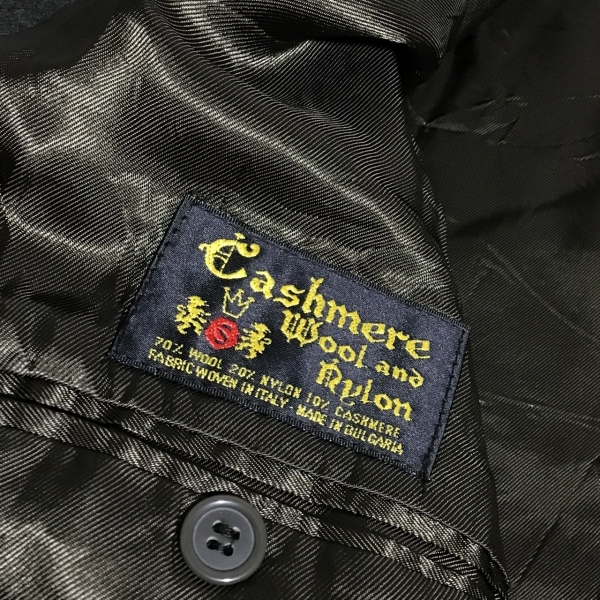 Cashmere
Wool and
Nylon
S
70% WOOL 20% NYLON 10% CASHMERE
FABRIC WOVEN IN ITALY · MADE IN BULGARIA